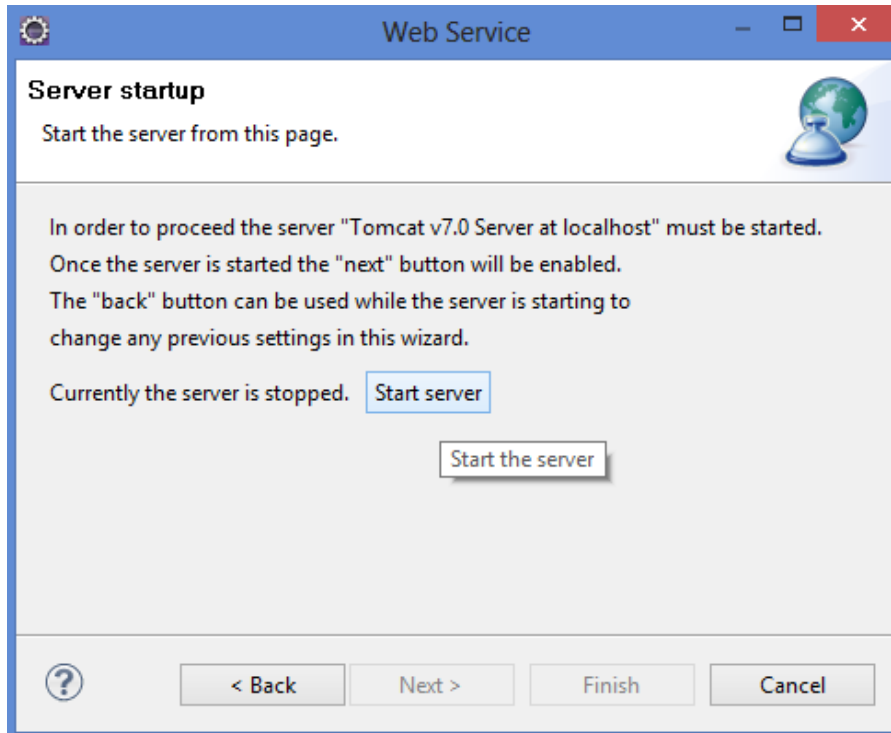 Web Service
Server startup
Start the server from this page.
In order to proceed the server "Tomcat v7.0 Server at localhost" must be started.
Once the server is started the "next" button will be enabled.
The "back" button can be used while the server is starting to
change any previous settings in this wizard.
Currently the server is stopped. Start server
Start the server
? < Back Next > Finish Cancel